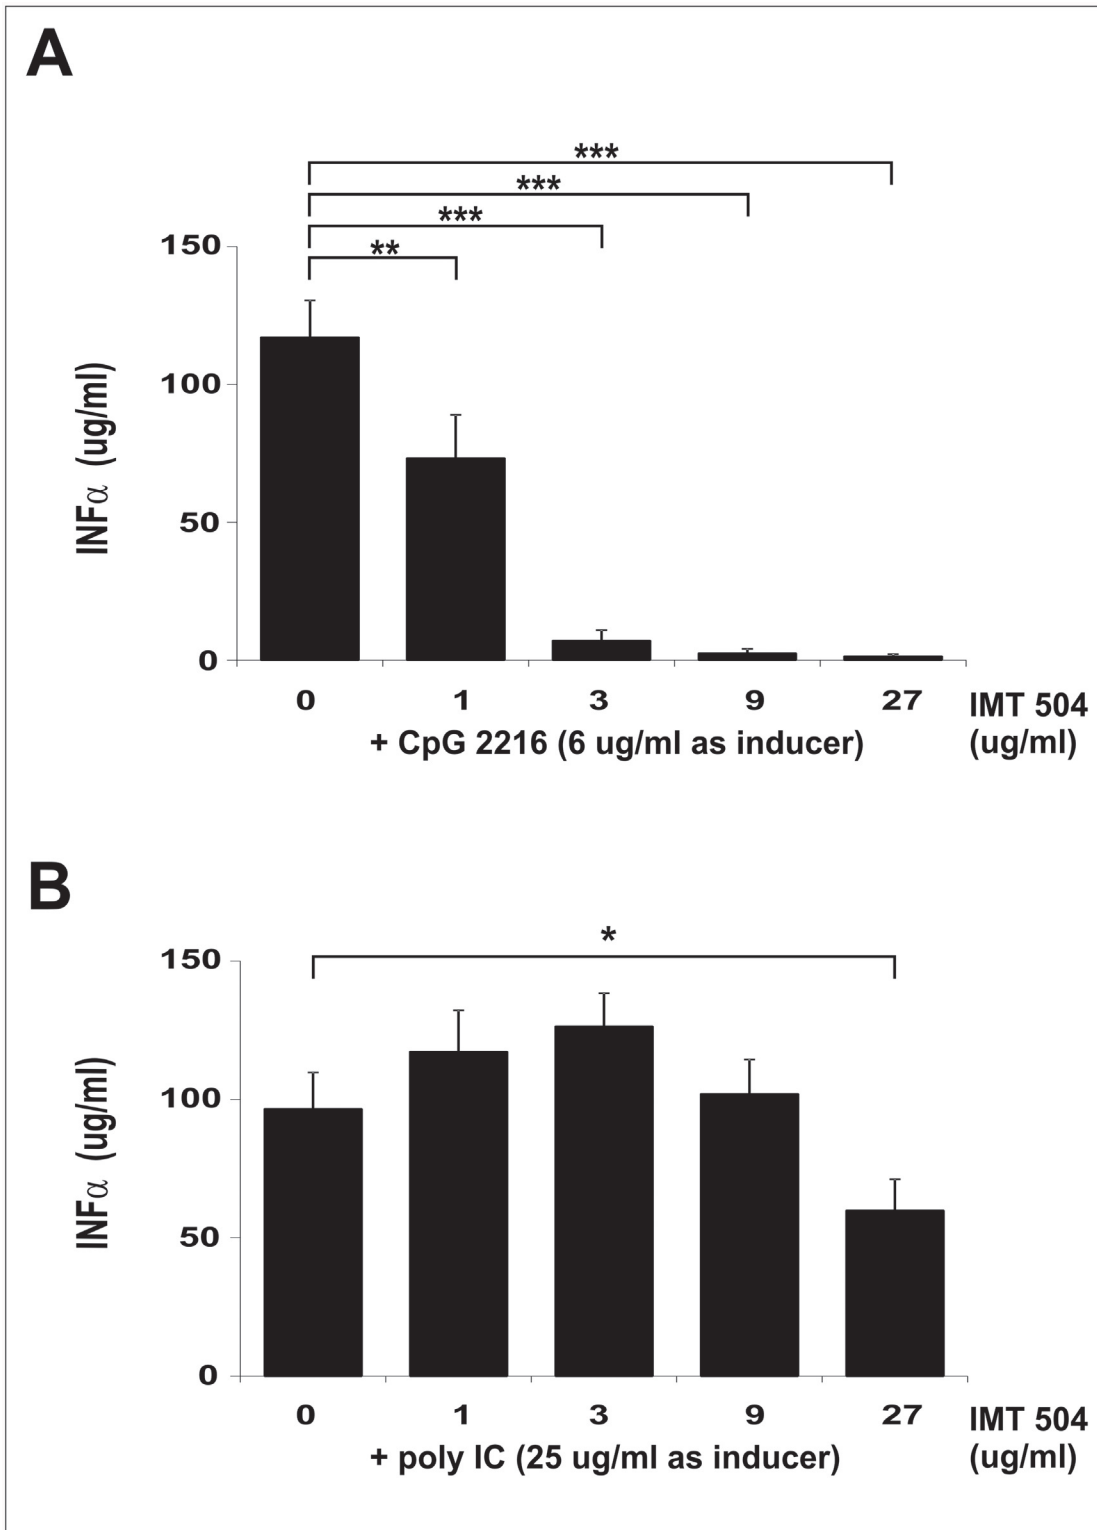 A
***
***
***
**
150
100
50
0
INFα (ug/ml)
0 1 3 9 27 IMT 504
+ CpG 2216 (6 ug/ml as inducer) (ug/ml)
B
*
150
100
50
0
INFα (ug/ml)
0 1 3 9 27 IMT 504
+ poly IC (25 ug/ml as inducer) (ug/ml)